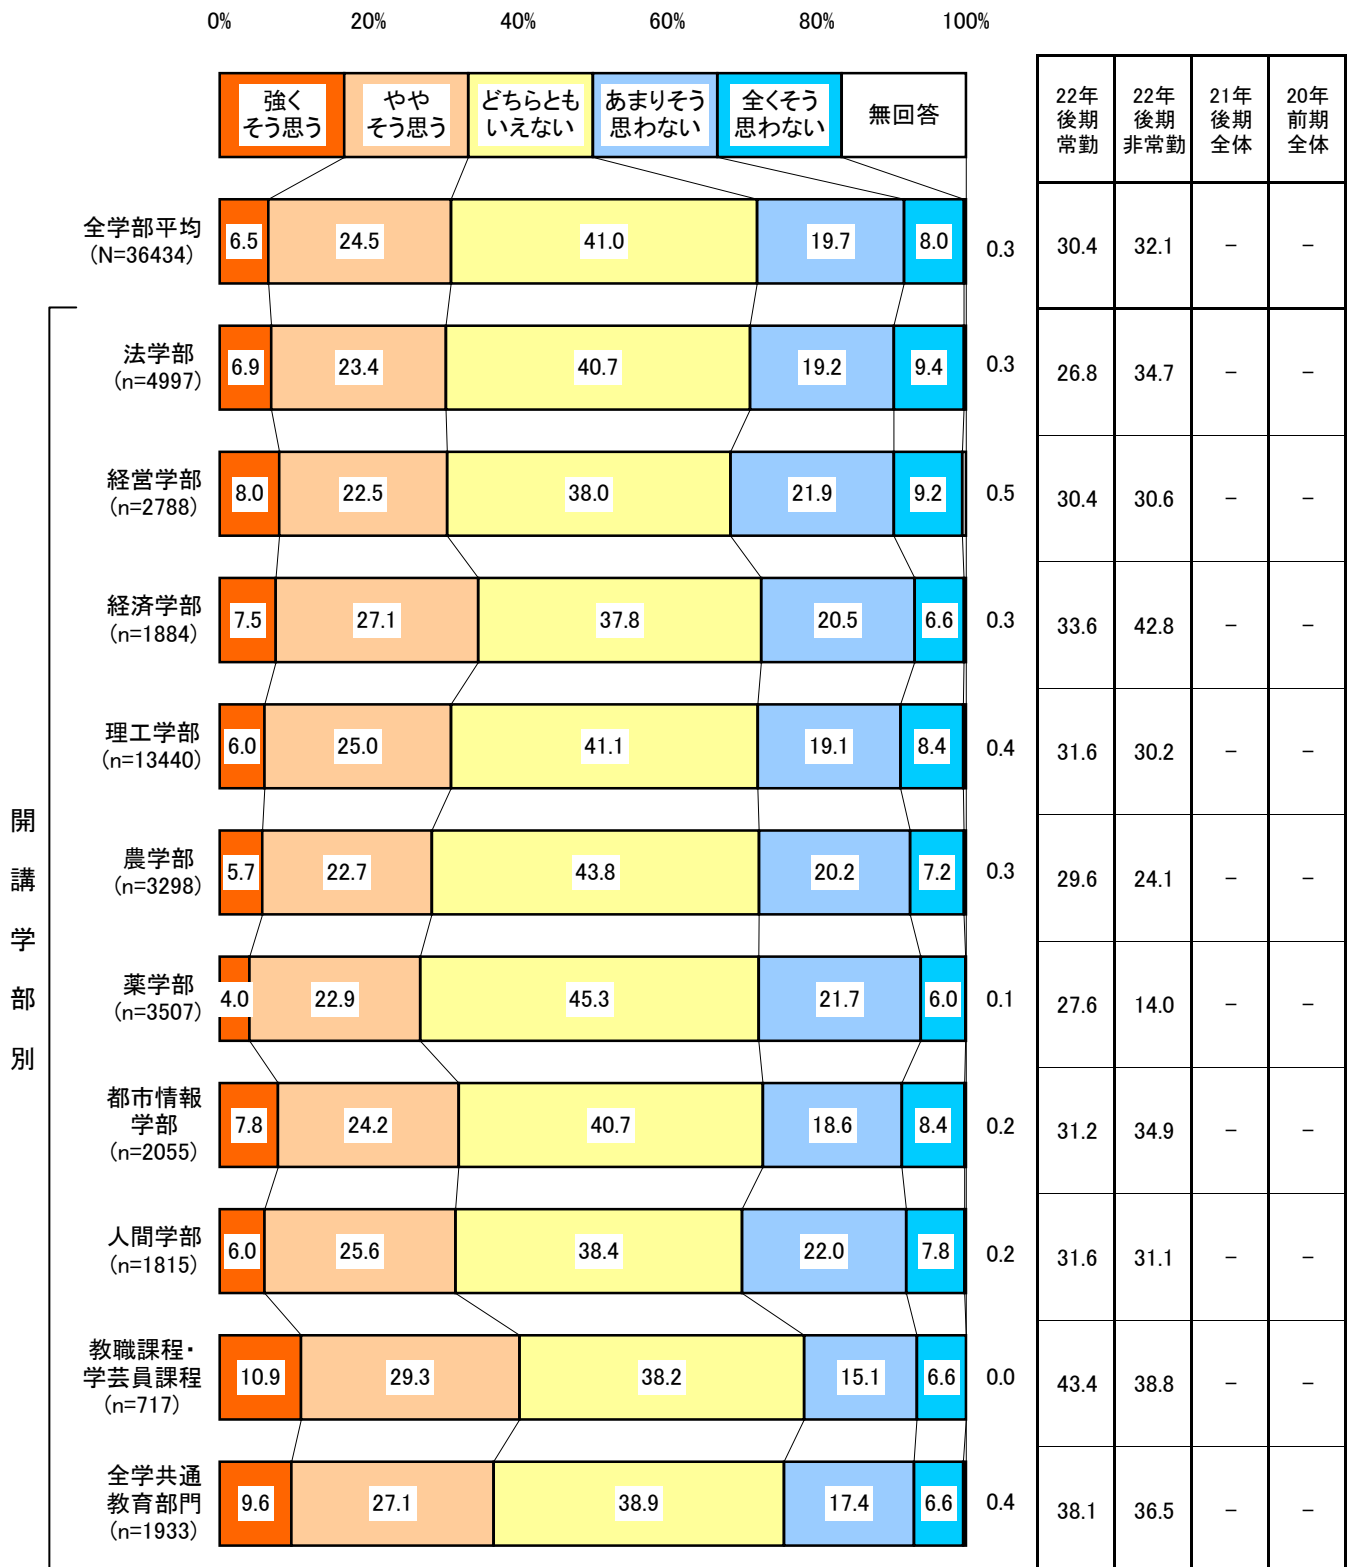 0% 20% 40% 60% 80% 100%
強く
そう思う
やや
そう思う
どちらとも
いえない
あまりそう
思わない
全くそう
思わない
無回答
22年
後期
常勤
22年
後期
非常勤
21年
後期
全体
20年
前期
全体
全学部平均
(N=36434)
6.5 24.5 41.0 19.7 8.0 0.3 30.4 32.1 － －
開講学部別
法学部
(n=4997)
6.9 23.4 40.7 19.2 9.4 0.3 26.8 34.7 － －
経営学部
(n=2788)
8.0 22.5 38.0 21.9 9.2 0.5 30.4 30.6 － －
経済学部
(n=1884)
7.5 27.1 37.8 20.5 6.6 0.3 33.6 42.8 － －
理工学部
(n=13440)
6.0 25.0 41.1 19.1 8.4 0.4 31.6 30.2 － －
農学部
(n=3298)
5.7 22.7 43.8 20.2 7.2 0.3 29.6 24.1 － －
薬学部
(n=3507)
4.0 22.9 45.3 21.7 6.0 0.1 27.6 14.0 － －
都市情報
学部
(n=2055)
7.8 24.2 40.7 18.6 8.4 0.2 31.2 34.9 － －
人間学部
(n=1815)
6.0 25.6 38.4 22.0 7.8 0.2 31.6 31.1 － －
教職課程・
学芸員課程
(n=717)
10.9 29.3 38.2 15.1 6.6 0.0 43.4 38.8 － －
全学共通
教育部門
(n=1933)
9.6 27.1 38.9 17.4 6.6 0.4 38.1 36.5 － －